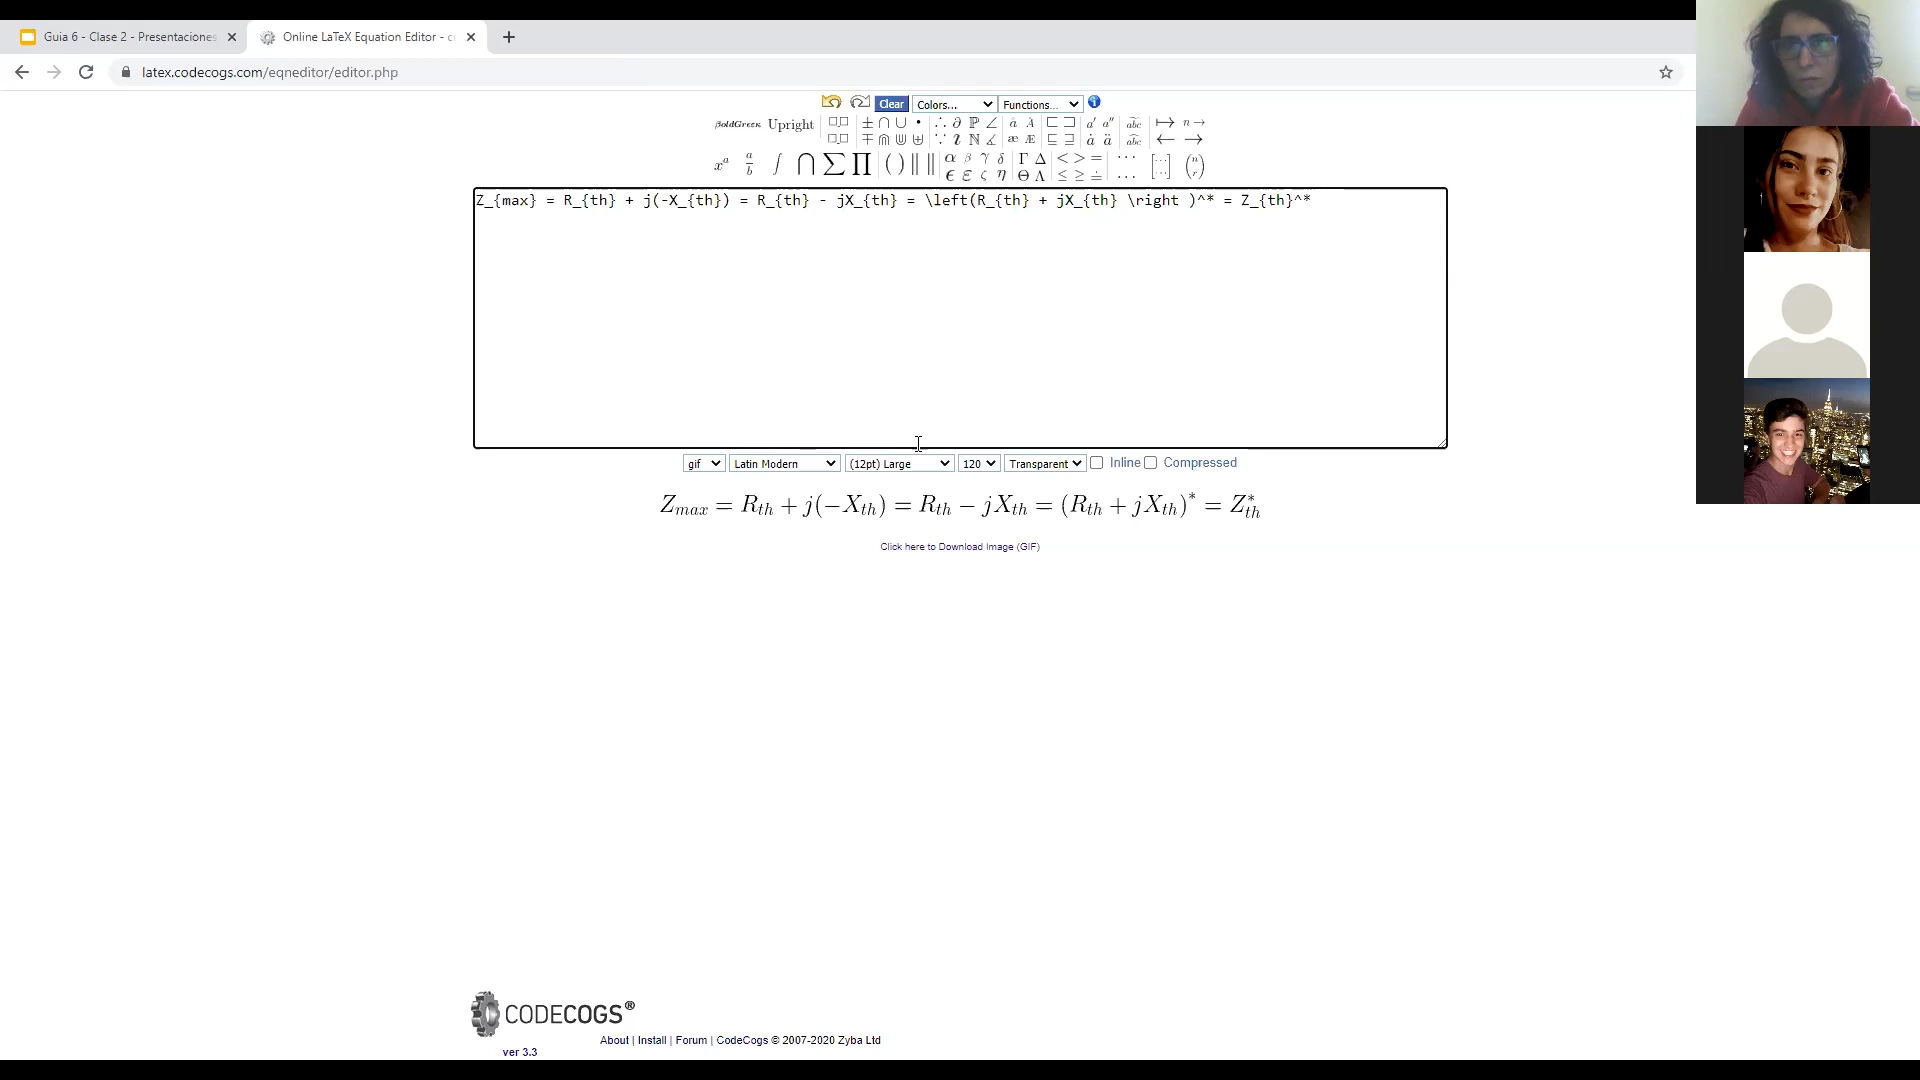 Guia 6 - Clase 2 - Presentaciones
Online LaTeX Equation Editor - c
latex.codecogs.com/eqneditor/editor.php
Clear
Colors...
Functions...
βoldGreek Upright
Z_{max} = R_{th} + j(-X_{th}) = R_{th} - jX_{th} = \left(R_{th} + jX_{th} \right )^* = Z_{th}^*
gif
Latin Modern
(12pt) Large
120
Transparent
Inline
Compressed
Z_{max} = R_{th} + j(−X_{th}) = R_{th} − jX_{th} = (R_{th} + jX_{th})^* = Z_{th}^*
Click here to Download Image (GIF)
CODECOGS®
About | Install | Forum | CodeCogs © 2007-2020 Zyba Ltd
ver 3.3